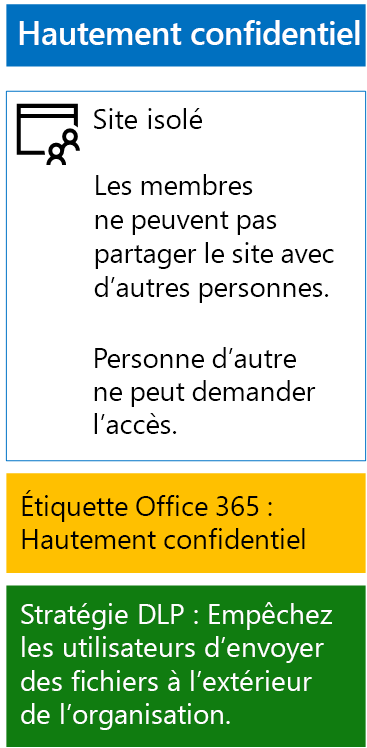 Hautement confidentiel
Site isolé
Les membres
ne peuvent pas
partager le site avec
d’autres personnes.
Personne d’autre
ne peut demander
l’accès.
Étiquette Office 365 :
Hautement confidentiel
Stratégie DLP : Empêchez
les utilisateurs d’envoyer
des fichiers à l’extérieur
de l’organisation.